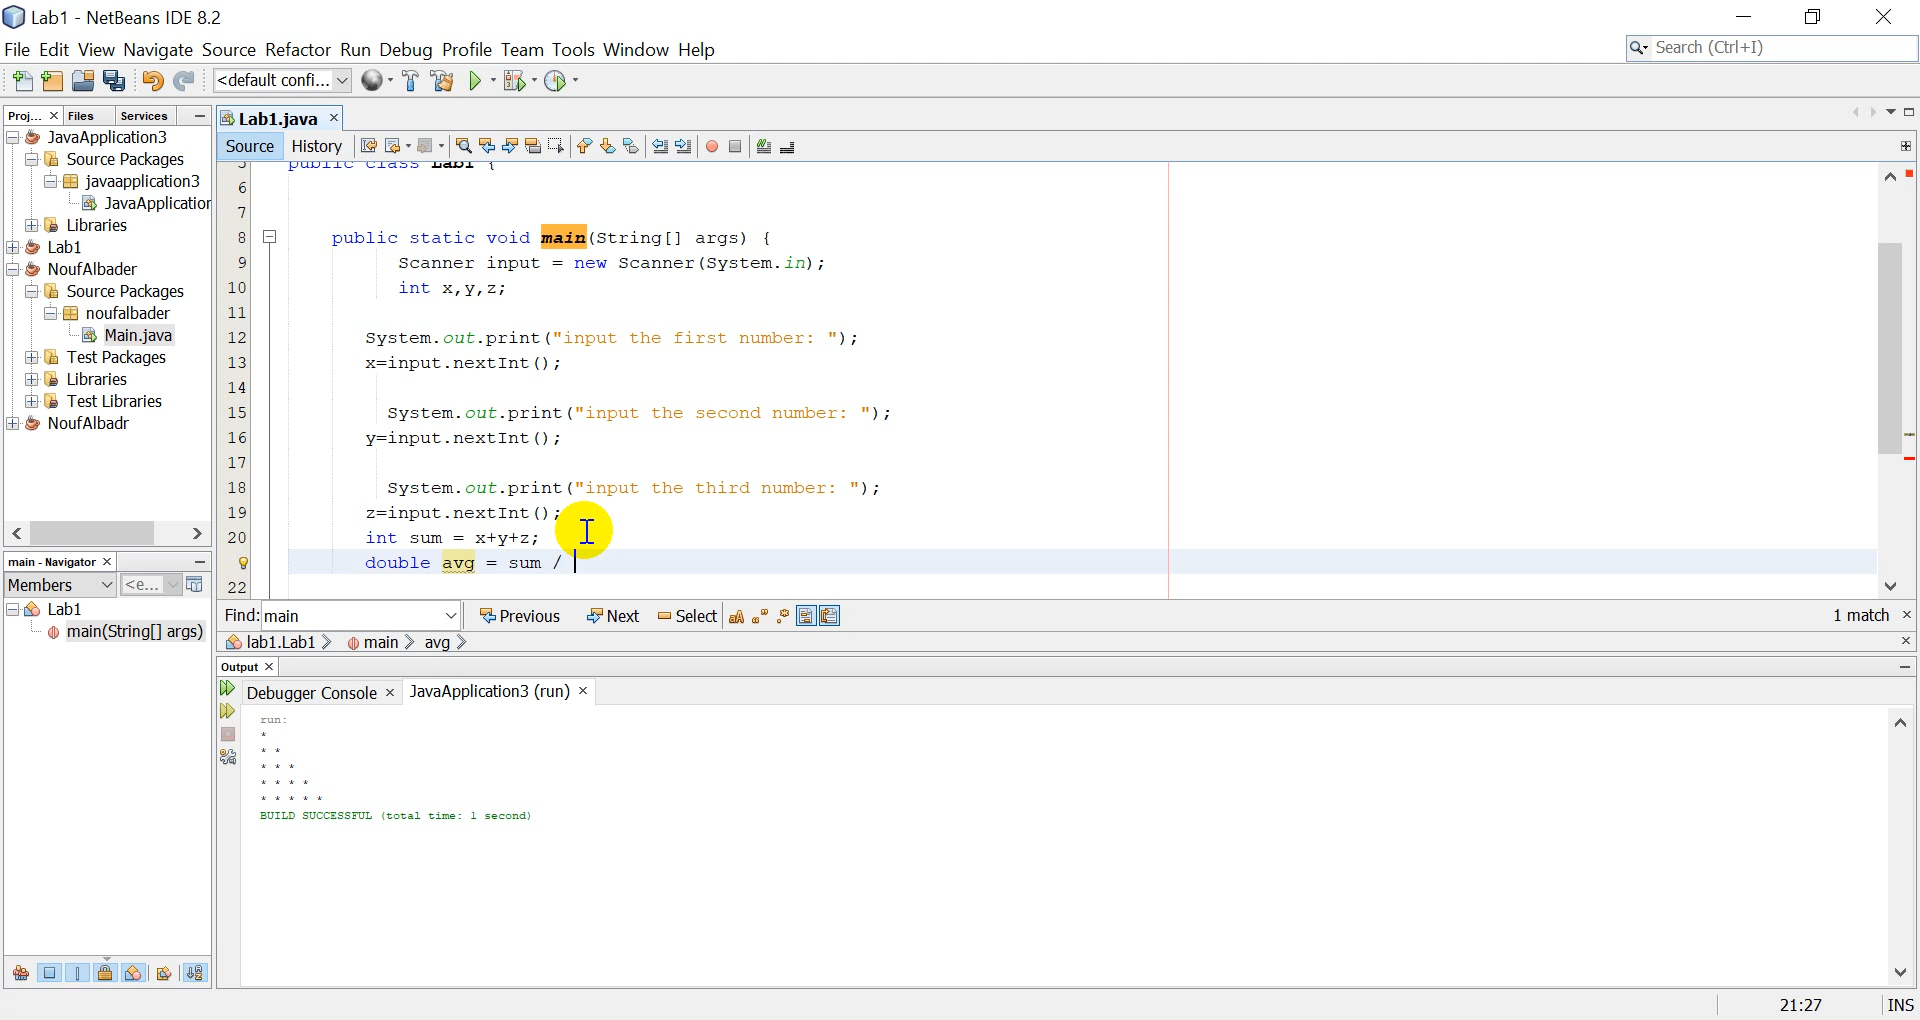 Lab1 - NetBeans IDE 8.2
File Edit View Navigate Source Refactor Run Debug Profile Team Tools Window Help
Search (Ctrl+I)
<default confi...
Proj... Files Services
Lab1.java
Source History
JavaApplication3
Source Packages
javaapplication3
JavaApplication
Libraries
Lab1
NoufAlbader
Source Packages
noufalbader
Main.java
Test Packages
Libraries
Test Libraries
NoufAlbadr
5 public class Lab1 {
6
7
8 public static void main(String[] args) {
9 Scanner input = new Scanner(System.in);
10 int x,y,z;
11
12 System.out.print("input the first number: ");
13 x=input.nextInt();
14
15 System.out.print("input the second number: ");
16 y=input.nextInt();
17
18 System.out.print("input the third number: ");
19 z=input.nextInt();
20 int sum = x+y+z;
double avg = sum /
22
Find: main Previous Next Select aA 1 match
lab1.Lab1 main avg
main - Navigator
Members <e...
Lab1
main(String[] args)
Output
Debugger Console JavaApplication3 (run)
run:
*
* *
* * *
* * * *
* * * * *
BUILD SUCCESSFUL (total time: 1 second)
21:27 INS